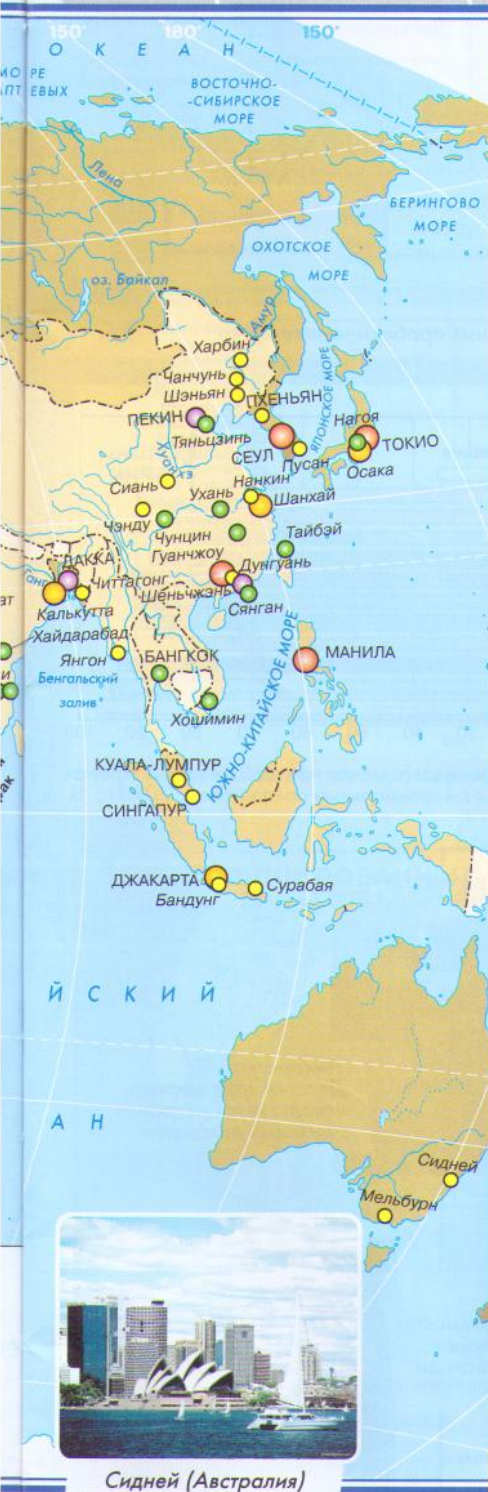 150°
180°
150°
О К Е А Н
МОРЕ
ЛАПТЕВЫХ
ВОСТОЧНО-
-СИБИРСКОЕ
МОРЕ
Лена
БЕРИНГОВО
МОРЕ
ОХОТСКОЕ
МОРЕ
оз. Байкал
Амур
Харбин
Чанчунь
Шэньян
ПХЕНЬЯН
ЯПОНСКОЕ МОРЕ
ПЕКИН
Тяньцзинь
Нагоя
ТОКИО
СЕУЛ
Пусан
Осака
Хуанхэ
Сиань
Нанкин
Ухань
Шанхай
Чэнду
Чунцин
Гуанчжоу
Тайбэй
ДАККА
Дунгуань
Читтагонг
Шеньчжэнь
Сянган
Калькутта
Хайдарабад
Янгон
БАНГКОК
МАНИЛА
Бенгальский
залив
Хошимин
ЮЖНО-КИТАЙСКОЕ МОРЕ
КУАЛА-ЛУМПУР
СИНГАПУР
ДЖАКАРТА
Бандунг
Сурабая
Й С К И Й
А Н
Сидней
Мельбурн
Сидней (Австралия)